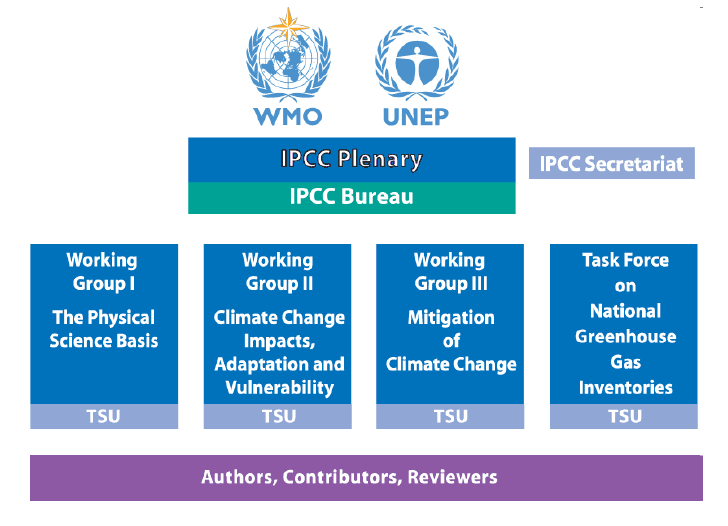 WMO
UNEP
IPCC Plenary
IPCC Secretariat
IPCC Bureau
Working
Group I
The Physical
Science Basis
TSU
Working
Group II
Climate Change
Impacts,
Adaptation and
Vulnerability
TSU
Working
Group III
Mitigation
of
Climate Change
TSU
Task Force
on
National
Greenhouse
Gas
Inventories
TSU
Authors, Contributors, Reviewers